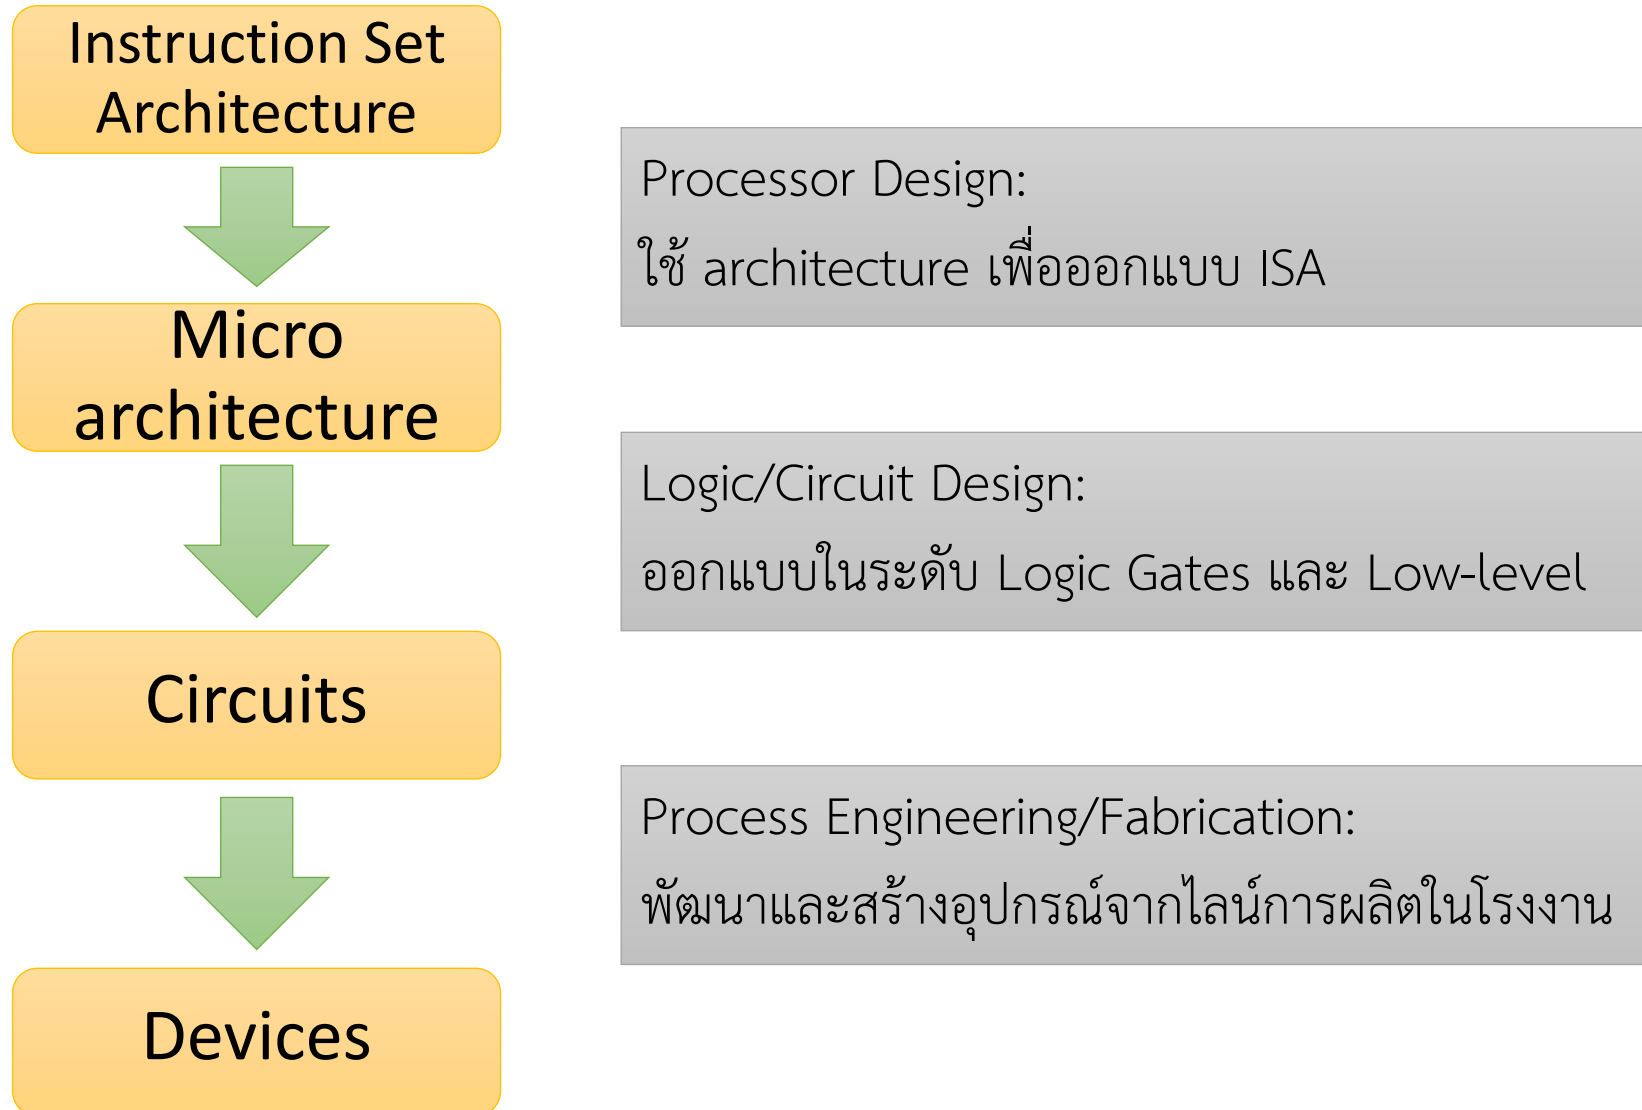 Instruction Set
Architecture
Processor Design:
ใช้ architecture เพื่อออกแบบ ISA
Micro
architecture
Logic/Circuit Design:
ออกแบบในระดับ Logic Gates และ Low-level
Circuits
Process Engineering/Fabrication:
พัฒนาและสร้างอุปกรณ์จากไลน์การผลิตในโรงงาน
Devices